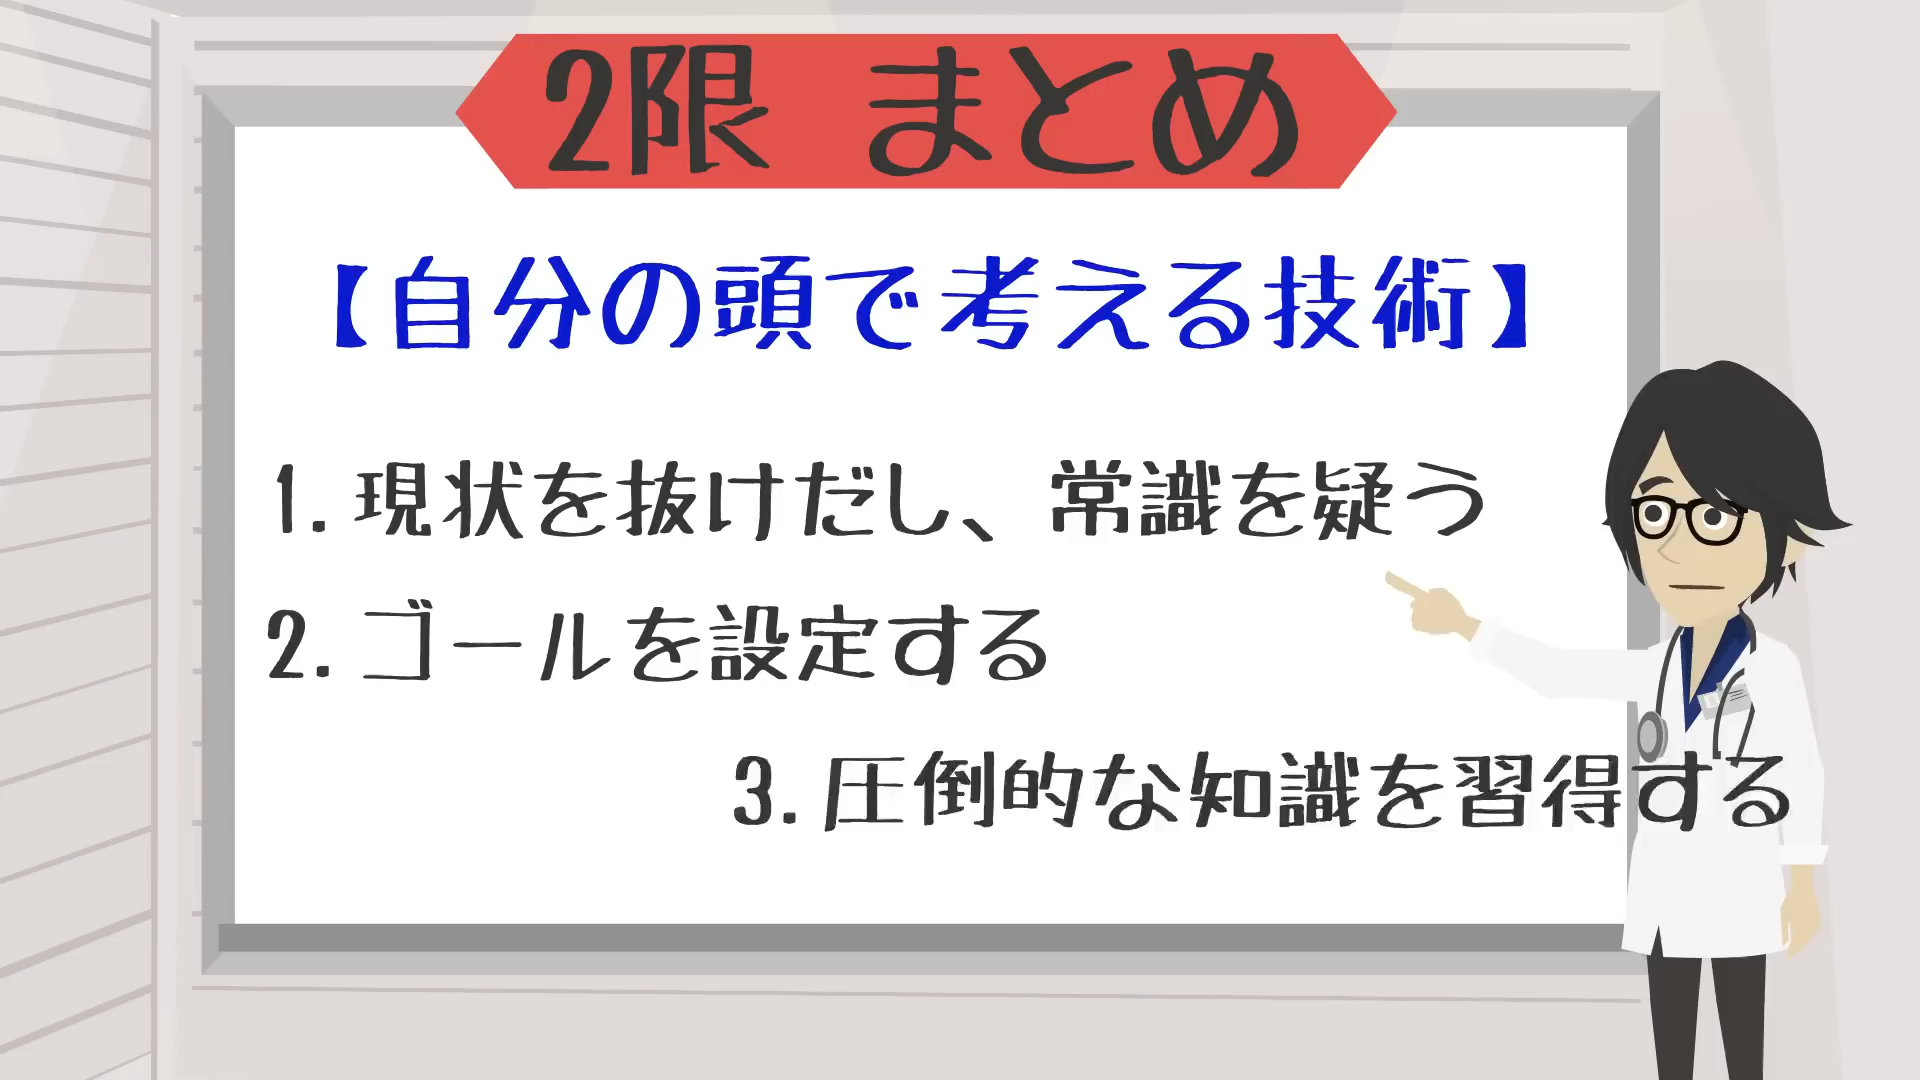 2限 まとめ
【自分の頭で考える技術】
1.現状を抜けだし、常識を疑う
2.ゴールを設定する
3.圧倒的な知識を習得する